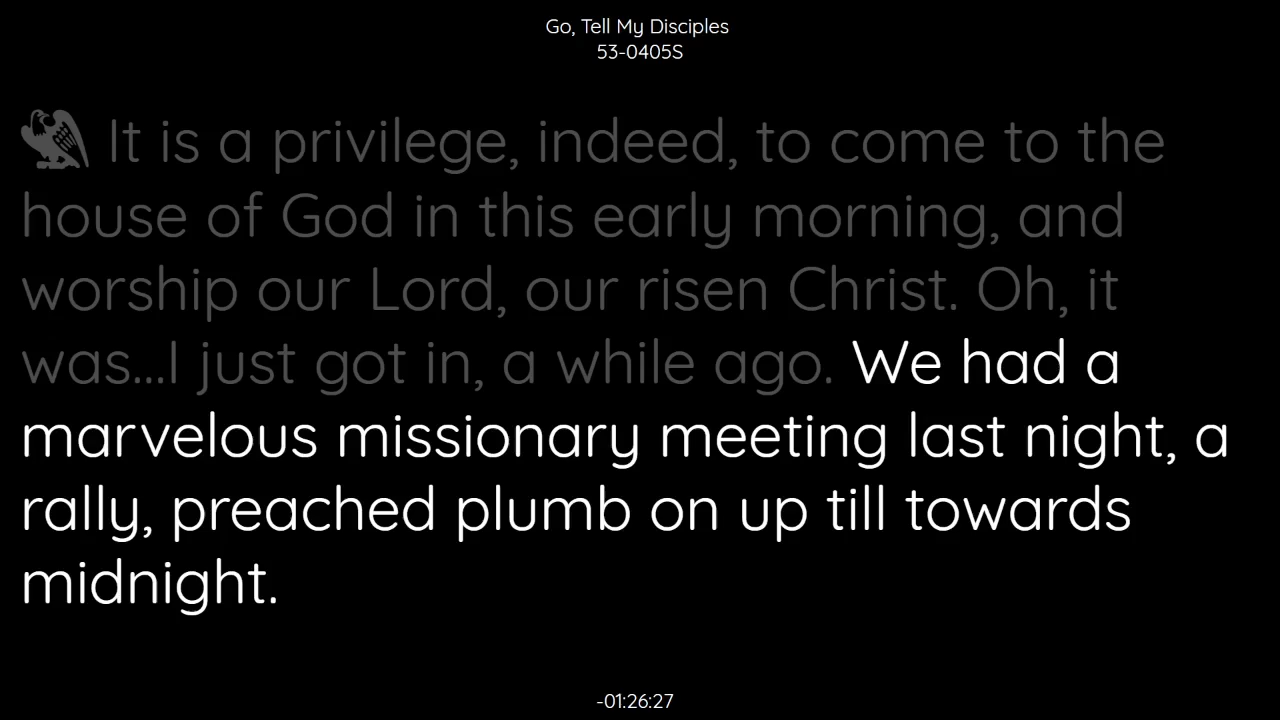 Go, Tell My Disciples
53-0405S
It is a privilege, indeed, to come to the
house of God in this early morning, and
worship our Lord, our risen Christ. Oh, it
was...I just got in, a while ago. We had a
marvelous missionary meeting last night, a
rally, preached plumb on up till towards
midnight.
-01:26:27